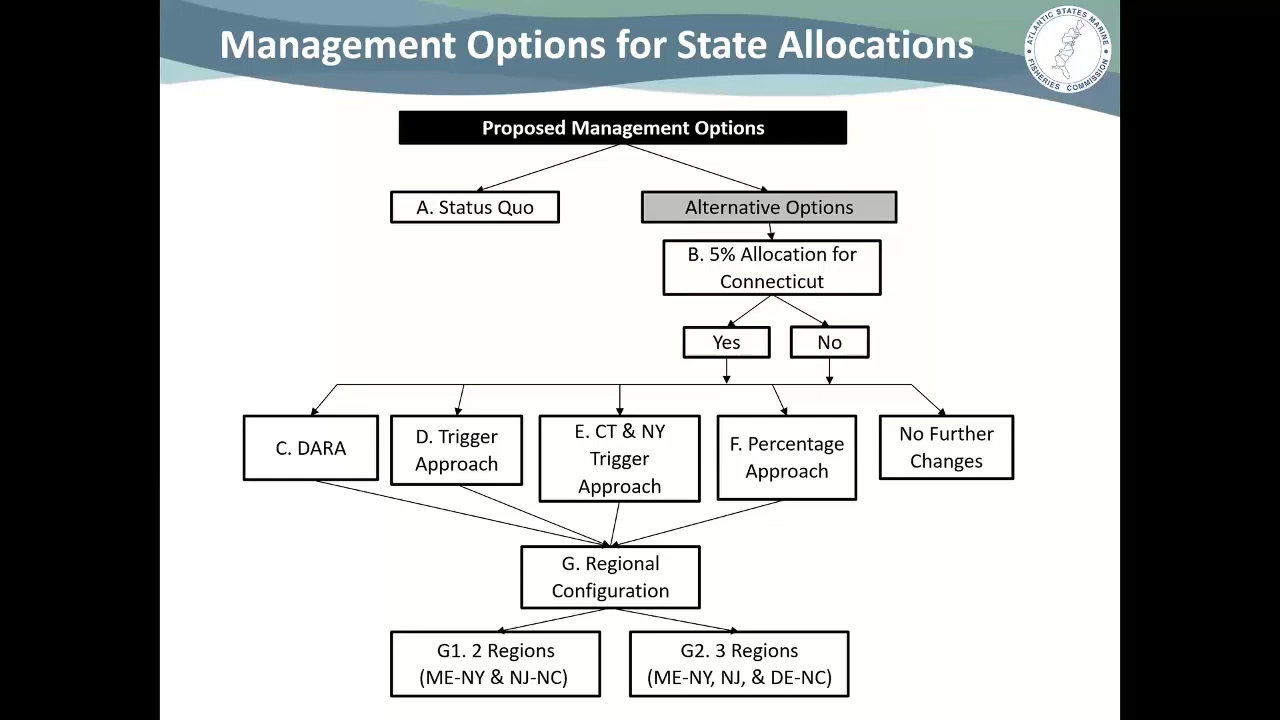 Management Options for State Allocations
ATLANTIC STATES MARINE
FISHERIES COMMISSION
Proposed Management Options
A. Status Quo
Alternative Options
B. 5% Allocation for
Connecticut
Yes
No
C. DARA
D. Trigger
Approach
E. CT & NY
Trigger
Approach
F. Percentage
Approach
No Further
Changes
G. Regional
Configuration
G1. 2 Regions
(ME-NY & NJ-NC)
G2. 3 Regions
(ME-NY, NJ, & DE-NC)